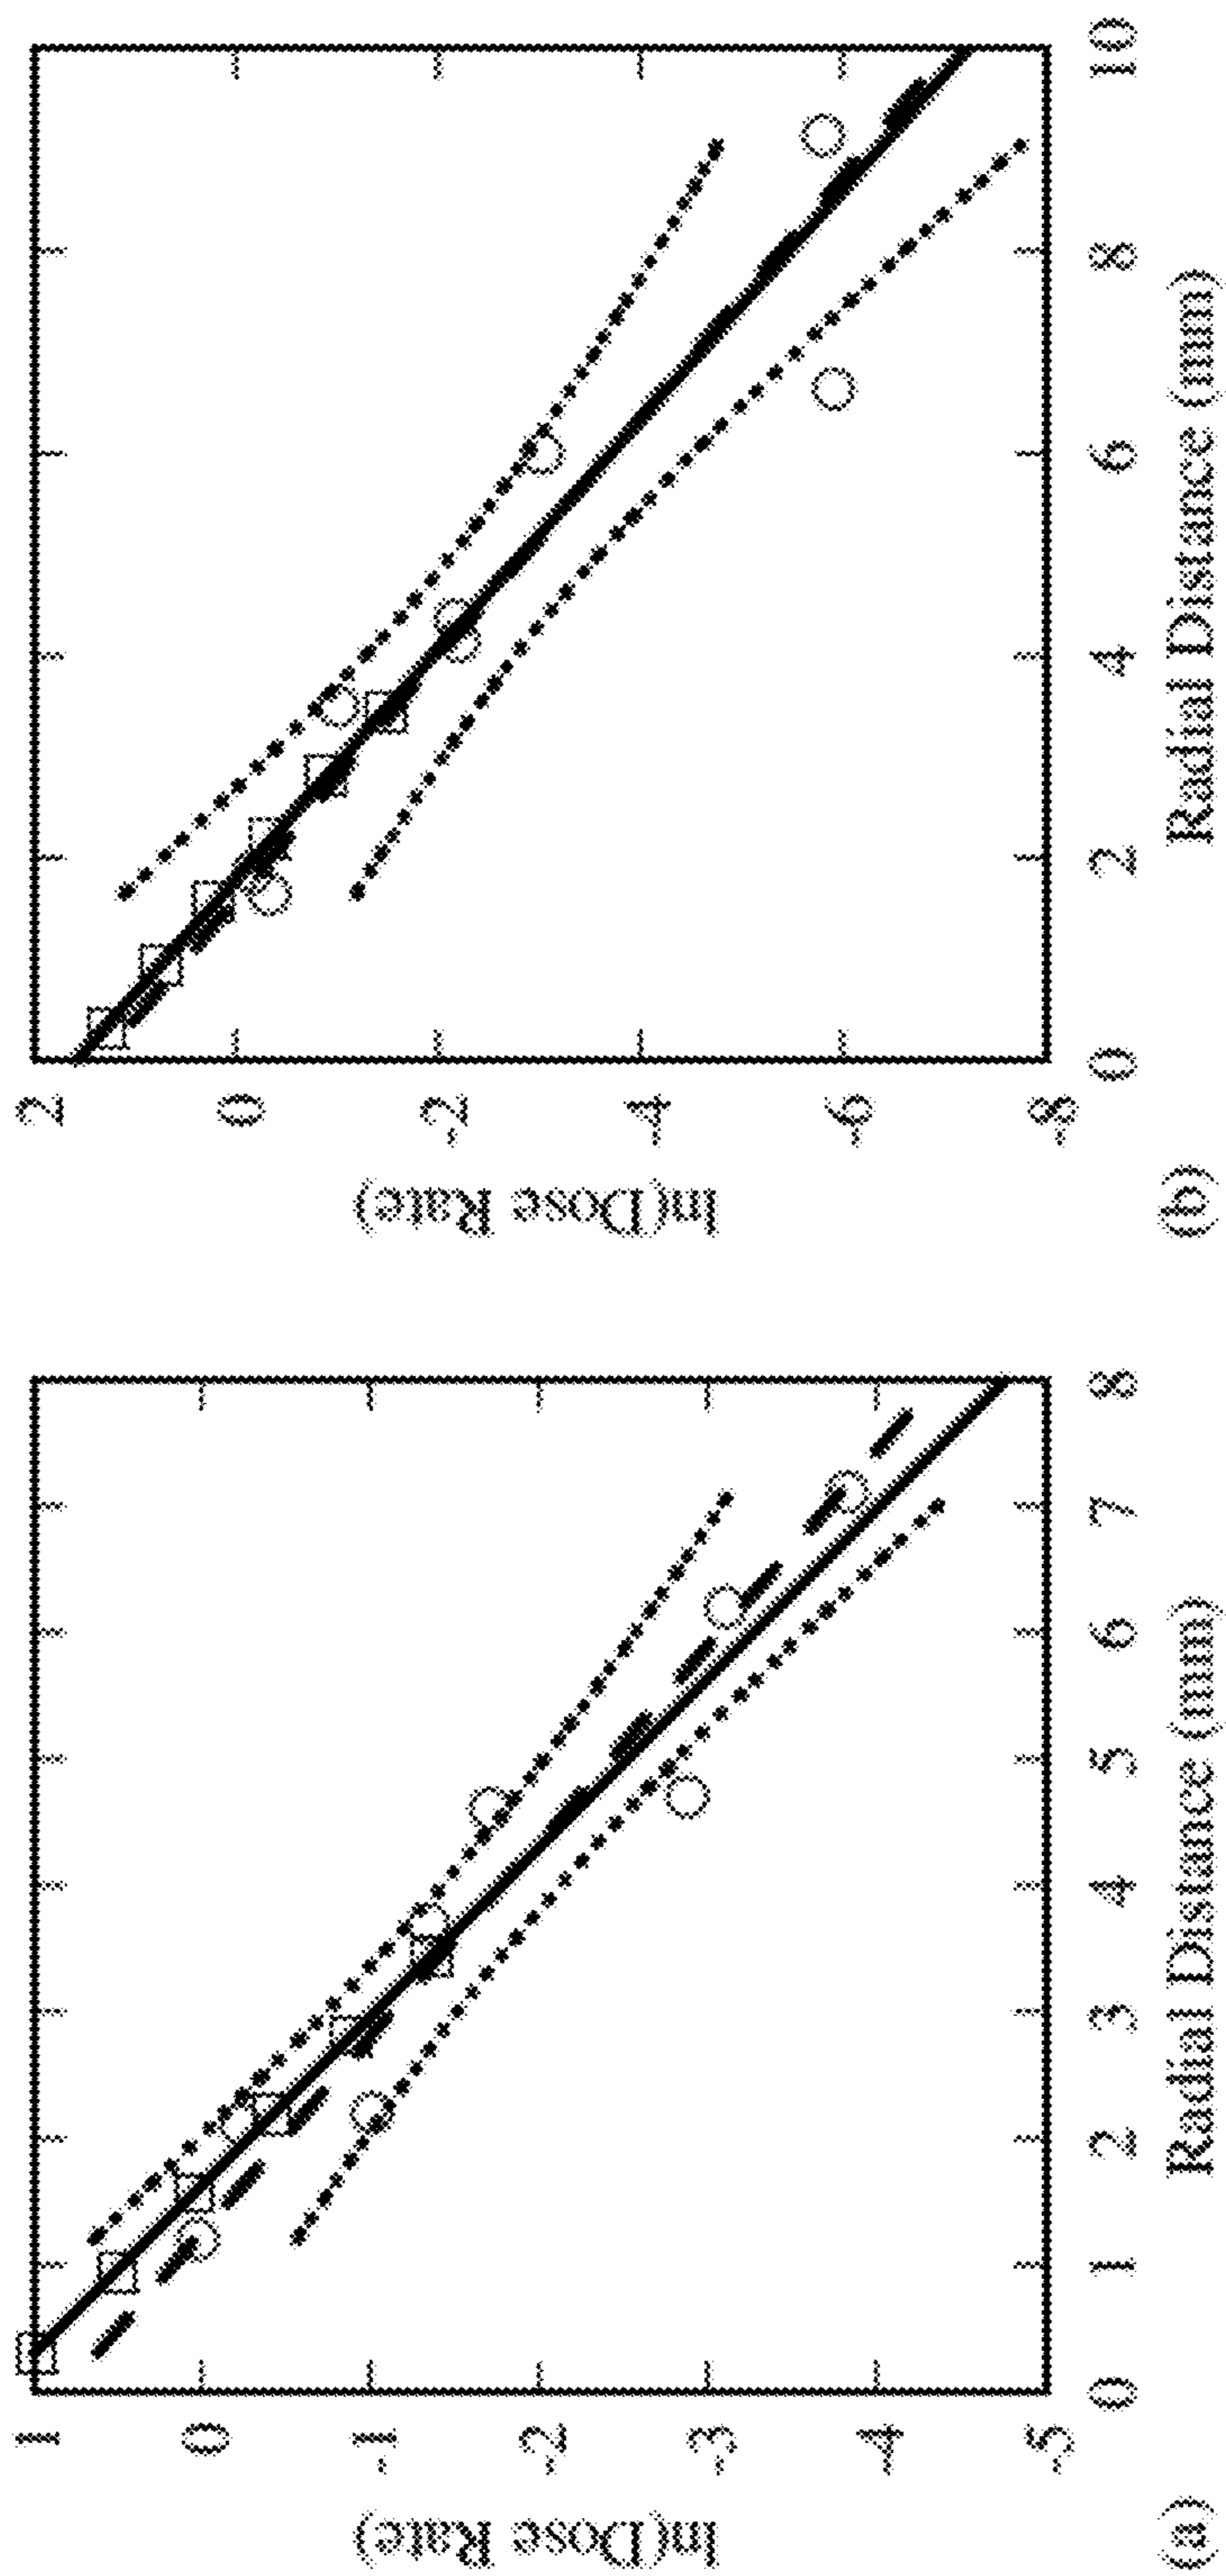 ln(Dose Rate)
1
0
-1
-2
-3
-4
-5
0 1 2 3 4 5 6 7 8
Radial Distance (mm)
(a)
ln(Dose Rate)
2
0
-2
-4
-6
-8
0 2 4 6 8 10
Radial Distance (mm)
(b)